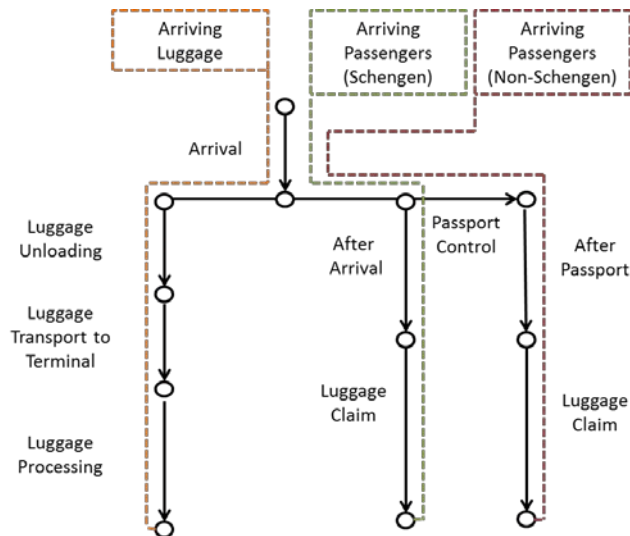 Arriving
Luggage
Arriving
Passengers
(Schengen)
Arriving
Passengers
(Non-Schengen)
Arrival
Luggage
Unloading
After
Arrival
Passport
Control
After
Passport
Luggage
Transport to
Terminal
Luggage
Claim
Luggage
Claim
Luggage
Processing